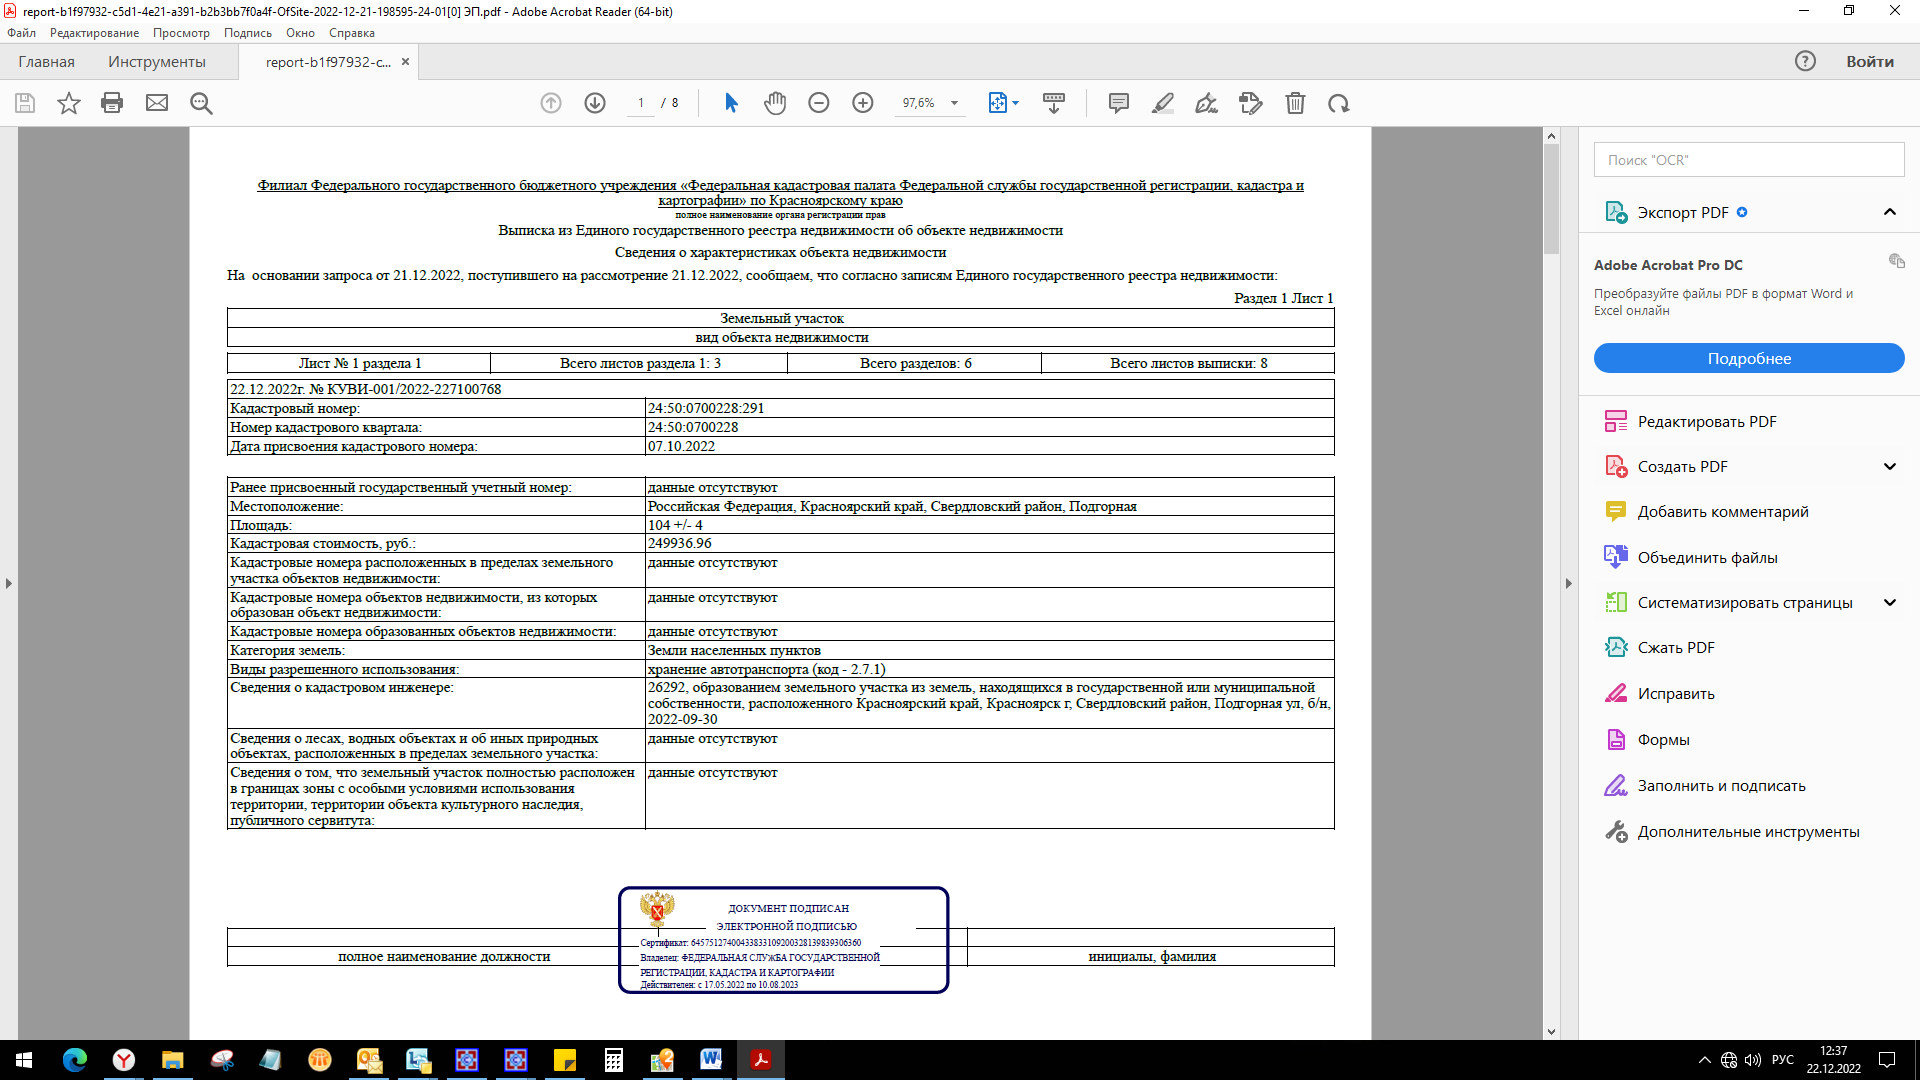 report-b1f97932-c5d1-4e21-a391-b2b3bb7f0a4f-OfSite-2022-12-21-198595-24-01[0] ЭП.pdf - Adobe Acrobat Reader (64-bit)
Файл Редактирование Просмотр Подпись Окно Справка
Главная Инструменты report-b1f97932-c... × Войти
1 / 8 97,6%
Филиал Федерального государственного бюджетного учреждения «Федеральная кадастровая палата Федеральной службы государственной регистрации, кадастра и
картографии» по Красноярскому краю
полное наименование органа регистрации прав
Выписка из Единого государственного реестра недвижимости об объекте недвижимости
Сведения о характеристиках объекта недвижимости
На основании запроса от 21.12.2022, поступившего на рассмотрение 21.12.2022, сообщаем, что согласно записям Единого государственного реестра недвижимости:
Раздел 1 Лист 1
Земельный участок
вид объекта недвижимости
Лист № 1 раздела 1 Всего листов раздела 1: 3 Всего разделов: 6 Всего листов выписки: 8
22.12.2022г. № КУВИ-001/2022-227100768
Кадастровый номер: 24:50:0700228:291
Номер кадастрового квартала: 24:50:0700228
Дата присвоения кадастрового номера: 07.10.2022
Ранее присвоенный государственный учетный номер: данные отсутствуют
Местоположение: Российская Федерация, Красноярский край, Свердловский район, Подгорная
Площадь: 104 +/- 4
Кадастровая стоимость, руб.: 249936.96
Кадастровые номера расположенных в пределах земельного данные отсутствуют
участка объектов недвижимости:
Кадастровые номера объектов недвижимости, из которых данные отсутствуют
образован объект недвижимости:
Кадастровые номера образованных объектов недвижимости: данные отсутствуют
Категория земель: Земли населенных пунктов
Виды разрешенного использования: хранение автотранспорта (код - 2.7.1)
Сведения о кадастровом инженере: 26292, образованием земельного участка из земель, находящихся в государственной или муниципальной
собственности, расположенного Красноярский край, Красноярск г, Свердловский район, Подгорная ул, б/н,
2022-09-30
Сведения о лесах, водных объектах и об иных природных данные отсутствуют
объектах, расположенных в пределах земельного участка:
Сведения о том, что земельный участок полностью расположен данные отсутствуют
в границах зоны с особыми условиями использования
территории, территории объекта культурного наследия,
публичного сервитута:
ДОКУМЕНТ ПОДПИСАН
ЭЛЕКТРОННОЙ ПОДПИСЬЮ
Сертификат: 64575127400433833109200328139839306360
Владелец: ФЕДЕРАЛЬНАЯ СЛУЖБА ГОСУДАРСТВЕННОЙ
РЕГИСТРАЦИИ, КАДАСТРА И КАРТОГРАФИИ
Действителен: с 17.05.2022 по 10.08.2023
полное наименование должности инициалы, фамилия
Поиск "OCR"
Экспорт PDF
Adobe Acrobat Pro DC
Преобразуйте файлы PDF в формат Word и
Excel онлайн
Подробнее
Редактировать PDF
Создать PDF
Добавить комментарий
Объединить файлы
Систематизировать страницы
Сжать PDF
Исправить
Формы
Заполнить и подписать
Дополнительные инструменты
РУС
12:37
22.12.2022